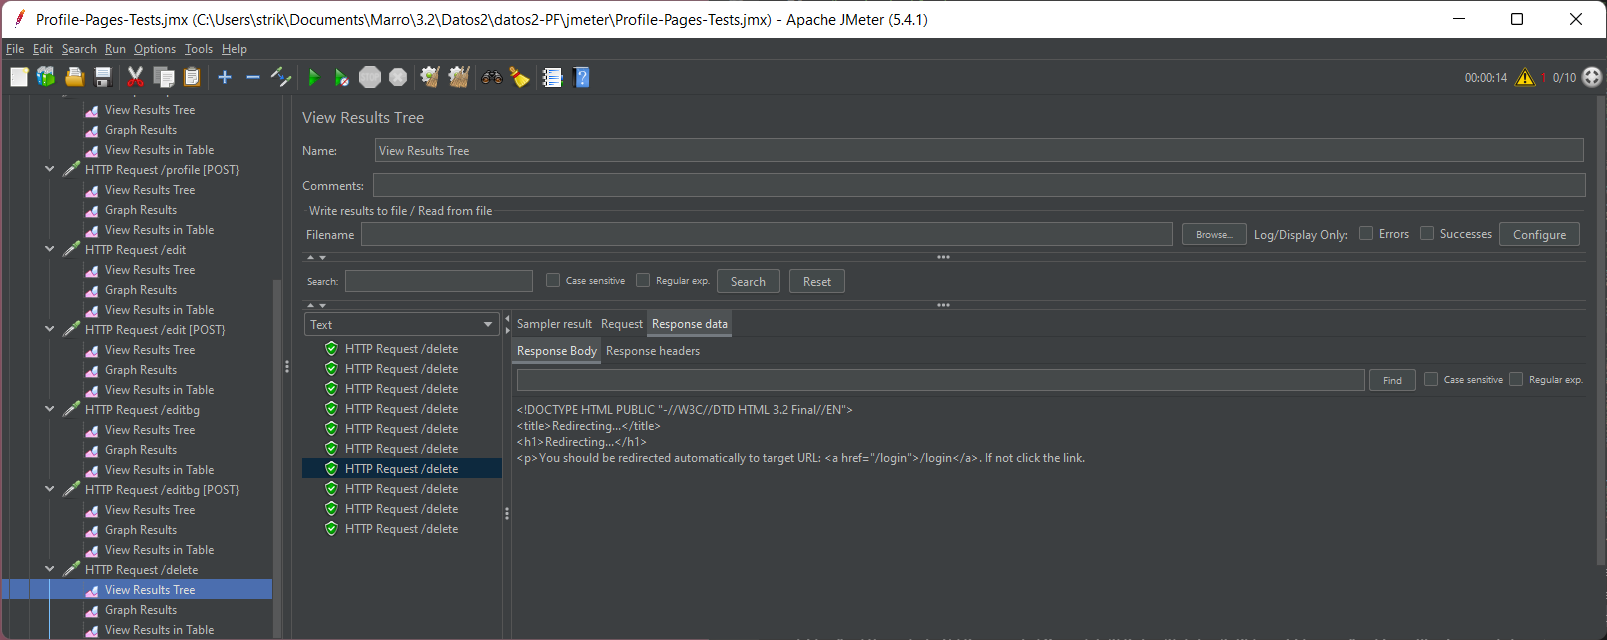 Profile-Pages-Tests.jmx (C:\Users\strik\Documents\Marro\3.2\Datos2\datos2-PF\jmeter\Profile-Pages-Tests.jmx) - Apache JMeter (5.4.1)
File Edit Search Run Options Tools Help
STOP
00:00:14 1 0/10
View Results Tree
Graph Results
View Results in Table
HTTP Request /profile [POST}
View Results Tree
Graph Results
View Results in Table
HTTP Request /edit
View Results Tree
Graph Results
View Results in Table
HTTP Request /edit [POST}
View Results Tree
Graph Results
View Results in Table
HTTP Request /editbg
View Results Tree
Graph Results
View Results in Table
HTTP Request /editbg [POST}
View Results Tree
Graph Results
View Results in Table
HTTP Request /delete
View Results Tree
Graph Results
View Results in Table
View Results Tree
Name: View Results Tree
Comments:
Write results to file / Read from file
Filename Browse... Log/Display Only: Errors Successes Configure
Search: Case sensitive Regular exp. Search Reset
Text
HTTP Request /delete
HTTP Request /delete
HTTP Request /delete
HTTP Request /delete
HTTP Request /delete
HTTP Request /delete
HTTP Request /delete
HTTP Request /delete
HTTP Request /delete
HTTP Request /delete
Sampler result Request Response data
Response Body Response headers
Find Case sensitive Regular exp.
<!DOCTYPE HTML PUBLIC "-//W3C//DTD HTML 3.2 Final//EN">
<title>Redirecting...</title>
<h1>Redirecting...</h1>
<p>You should be redirected automatically to target URL: <a href="/login">/login</a>. If not click the link.